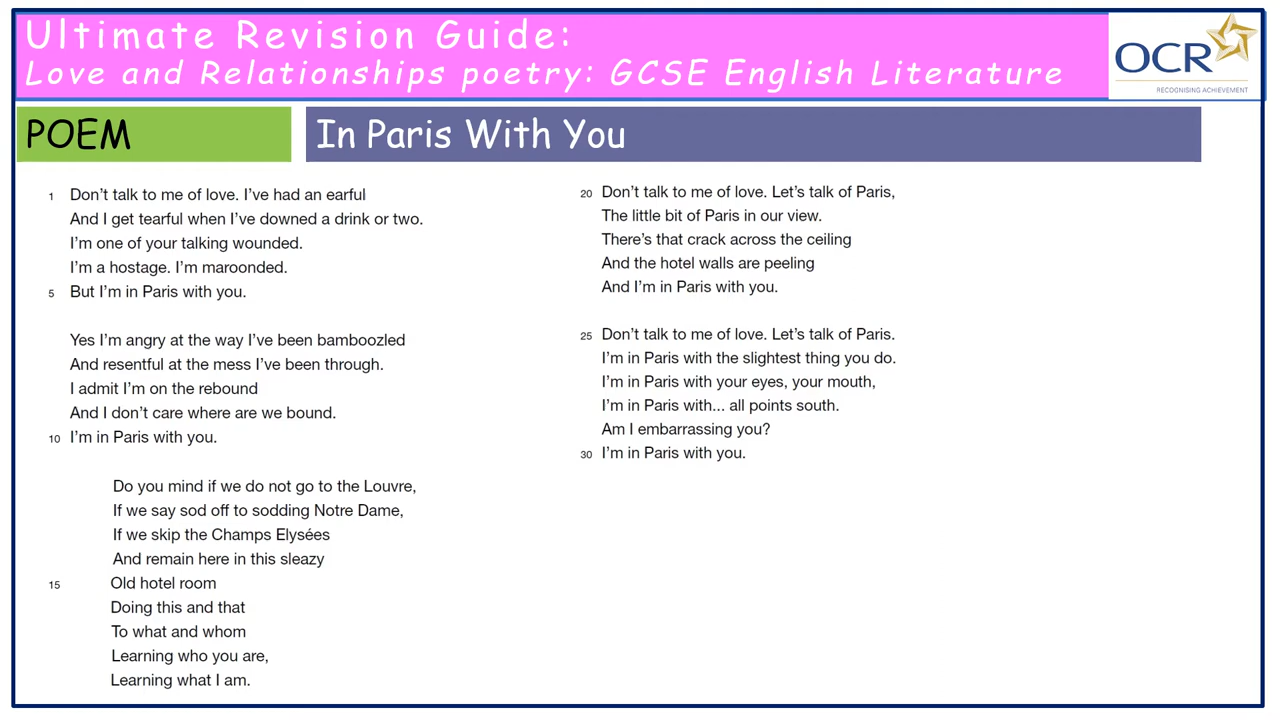 Ultimate Revision Guide:
Love and Relationships poetry: GCSE English Literature
OCR
RECOGNISING ACHIEVEMENT
POEM
In Paris With You
1 Don’t talk to me of love. I’ve had an earful
And I get tearful when I’ve downed a drink or two.
I’m one of your talking wounded.
I’m a hostage. I’m maroonded.
5 But I’m in Paris with you.
Yes I’m angry at the way I’ve been bamboozled
And resentful at the mess I’ve been through.
I admit I’m on the rebound
And I don’t care where are we bound.
10 I’m in Paris with you.
Do you mind if we do not go to the Louvre,
If we say sod off to sodding Notre Dame,
If we skip the Champs Elysées
And remain here in this sleazy
15 Old hotel room
Doing this and that
To what and whom
Learning who you are,
Learning what I am.
20 Don’t talk to me of love. Let’s talk of Paris,
The little bit of Paris in our view.
There’s that crack across the ceiling
And the hotel walls are peeling
And I’m in Paris with you.
25 Don’t talk to me of love. Let’s talk of Paris.
I’m in Paris with the slightest thing you do.
I’m in Paris with your eyes, your mouth,
I’m in Paris with... all points south.
Am I embarrassing you?
30 I’m in Paris with you.